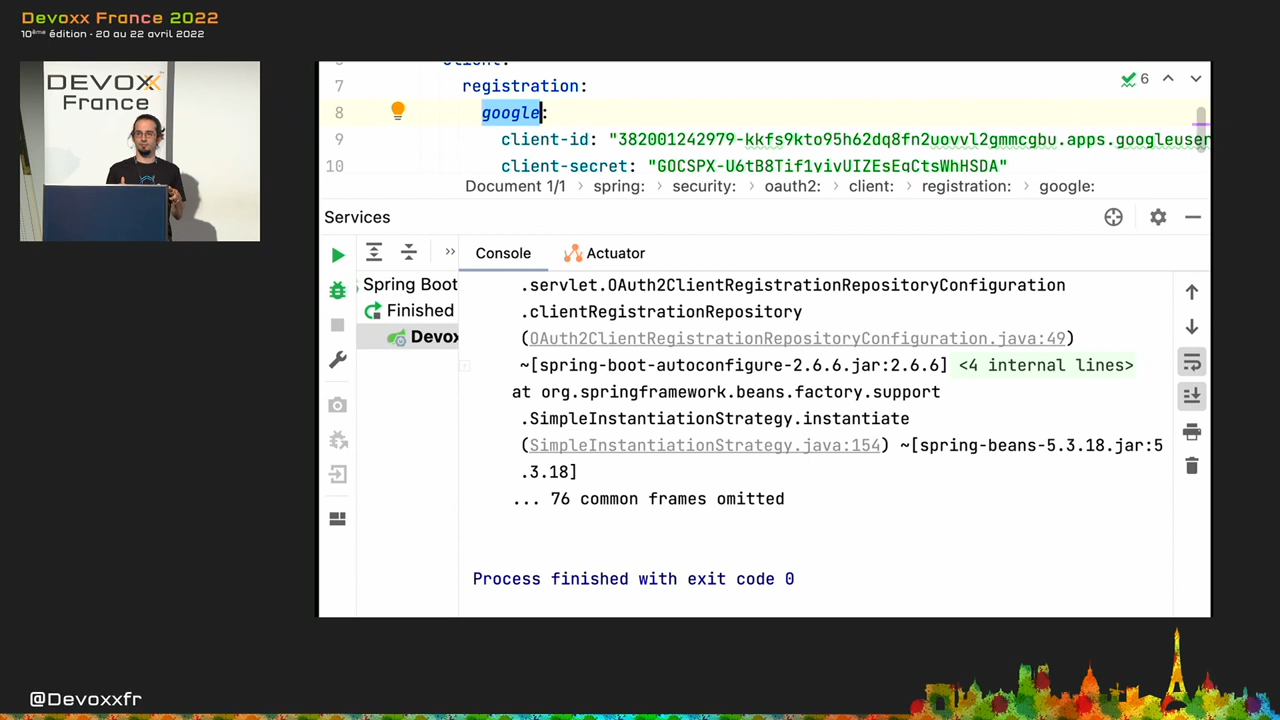 Devoxx France 2022
10ème édition - 20 au 22 avril 2022
DEVOXX
France
client:
7 registration:
6
8 google:
9 client-id: "382001242979-kkfs9kto95h62dq8fn2uovvl2gmmcgbu.apps.googleuser
10 client-secret: "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"
Document 1/1 › spring: › security: › oauth2: › client: › registration: › google:
Services
Console
Actuator
Spring Boot
Finished
Devox
.servlet.OAuth2ClientRegistrationRepositoryConfiguration
.clientRegistrationRepository
(OAuth2ClientRegistrationRepositoryConfiguration.java:49)
~[spring-boot-autoconfigure-2.6.6.jar:2.6.6] <4 internal lines>
at org.springframework.beans.factory.support
.SimpleInstantiationStrategy.instantiate
(SimpleInstantiationStrategy.java:154) ~[spring-beans-5.3.18.jar:5
.3.18]
... 76 common frames omitted
Process finished with exit code 0
@Devoxxfr